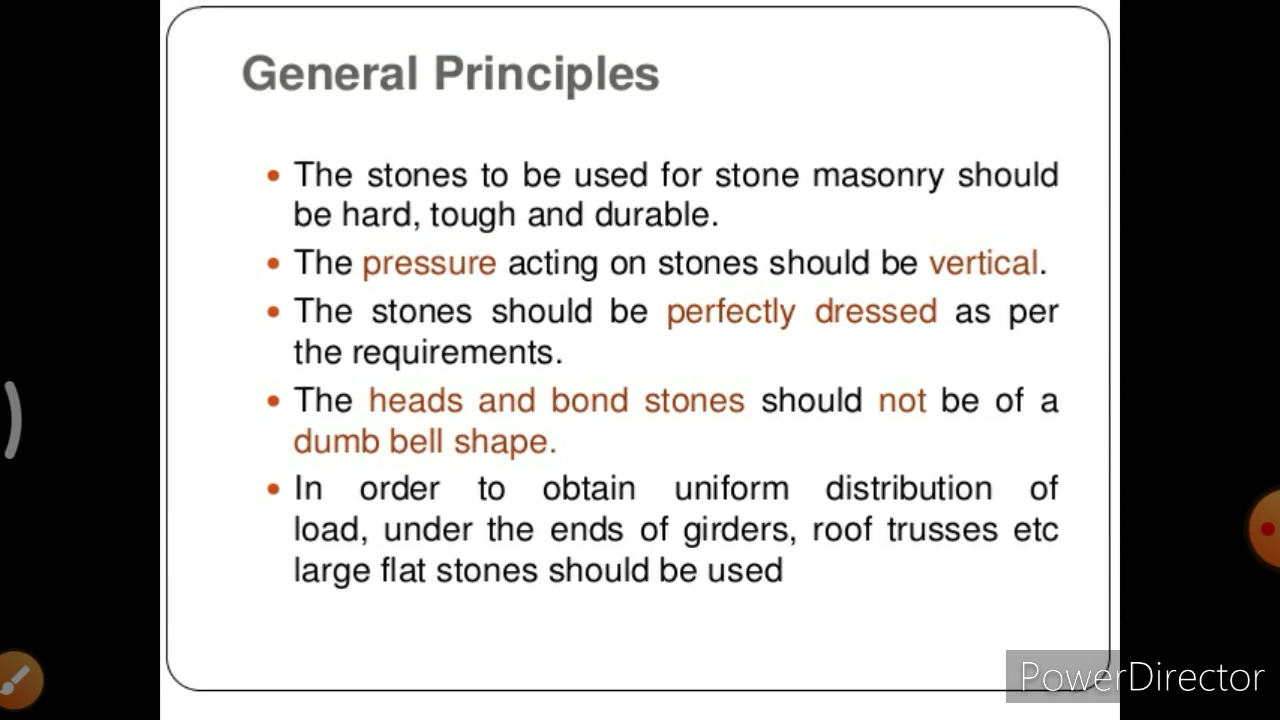 General Principles
• The stones to be used for stone masonry should
be hard, tough and durable.
• The pressure acting on stones should be vertical.
• The stones should be perfectly dressed as per
the requirements.
• The heads and bond stones should not be of a
dumb bell shape.
• In order to obtain uniform distribution of
load, under the ends of girders, roof trusses etc
large flat stones should be used
PowerDirector